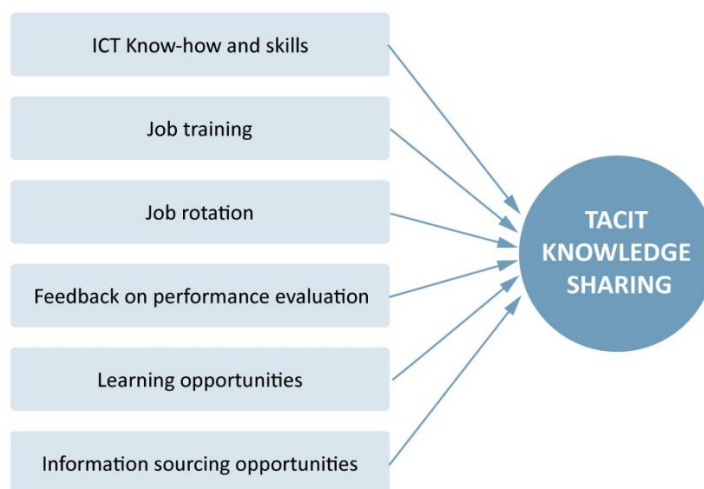 ICT Know-how and skills
Job training
Job rotation
Feedback on performance evaluation
Learning opportunities
Information sourcing opportunities
TACIT
KNOWLEDGE
SHARING